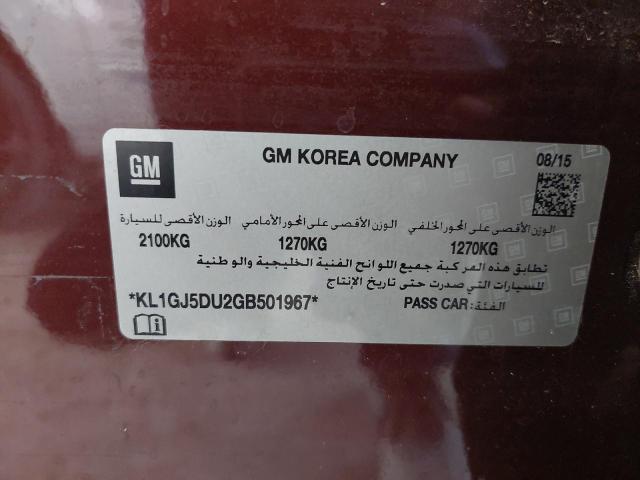 GM
GM KOREA COMPANY
08/15
الوزن الأقصى على المحور الخلفي الوزن الأقصى على المحور الأمامي الوزن الأقصى للسيارة
2100KG 1270KG 1270KG
تطابق هذه المركبة جميع اللوائح الفنية الخليجية والوطنية
للسيارات التي صدرت حتى تاريخ الإنتاج
*KL1GJ5DU2GB501967*
الفئة: PASS CAR